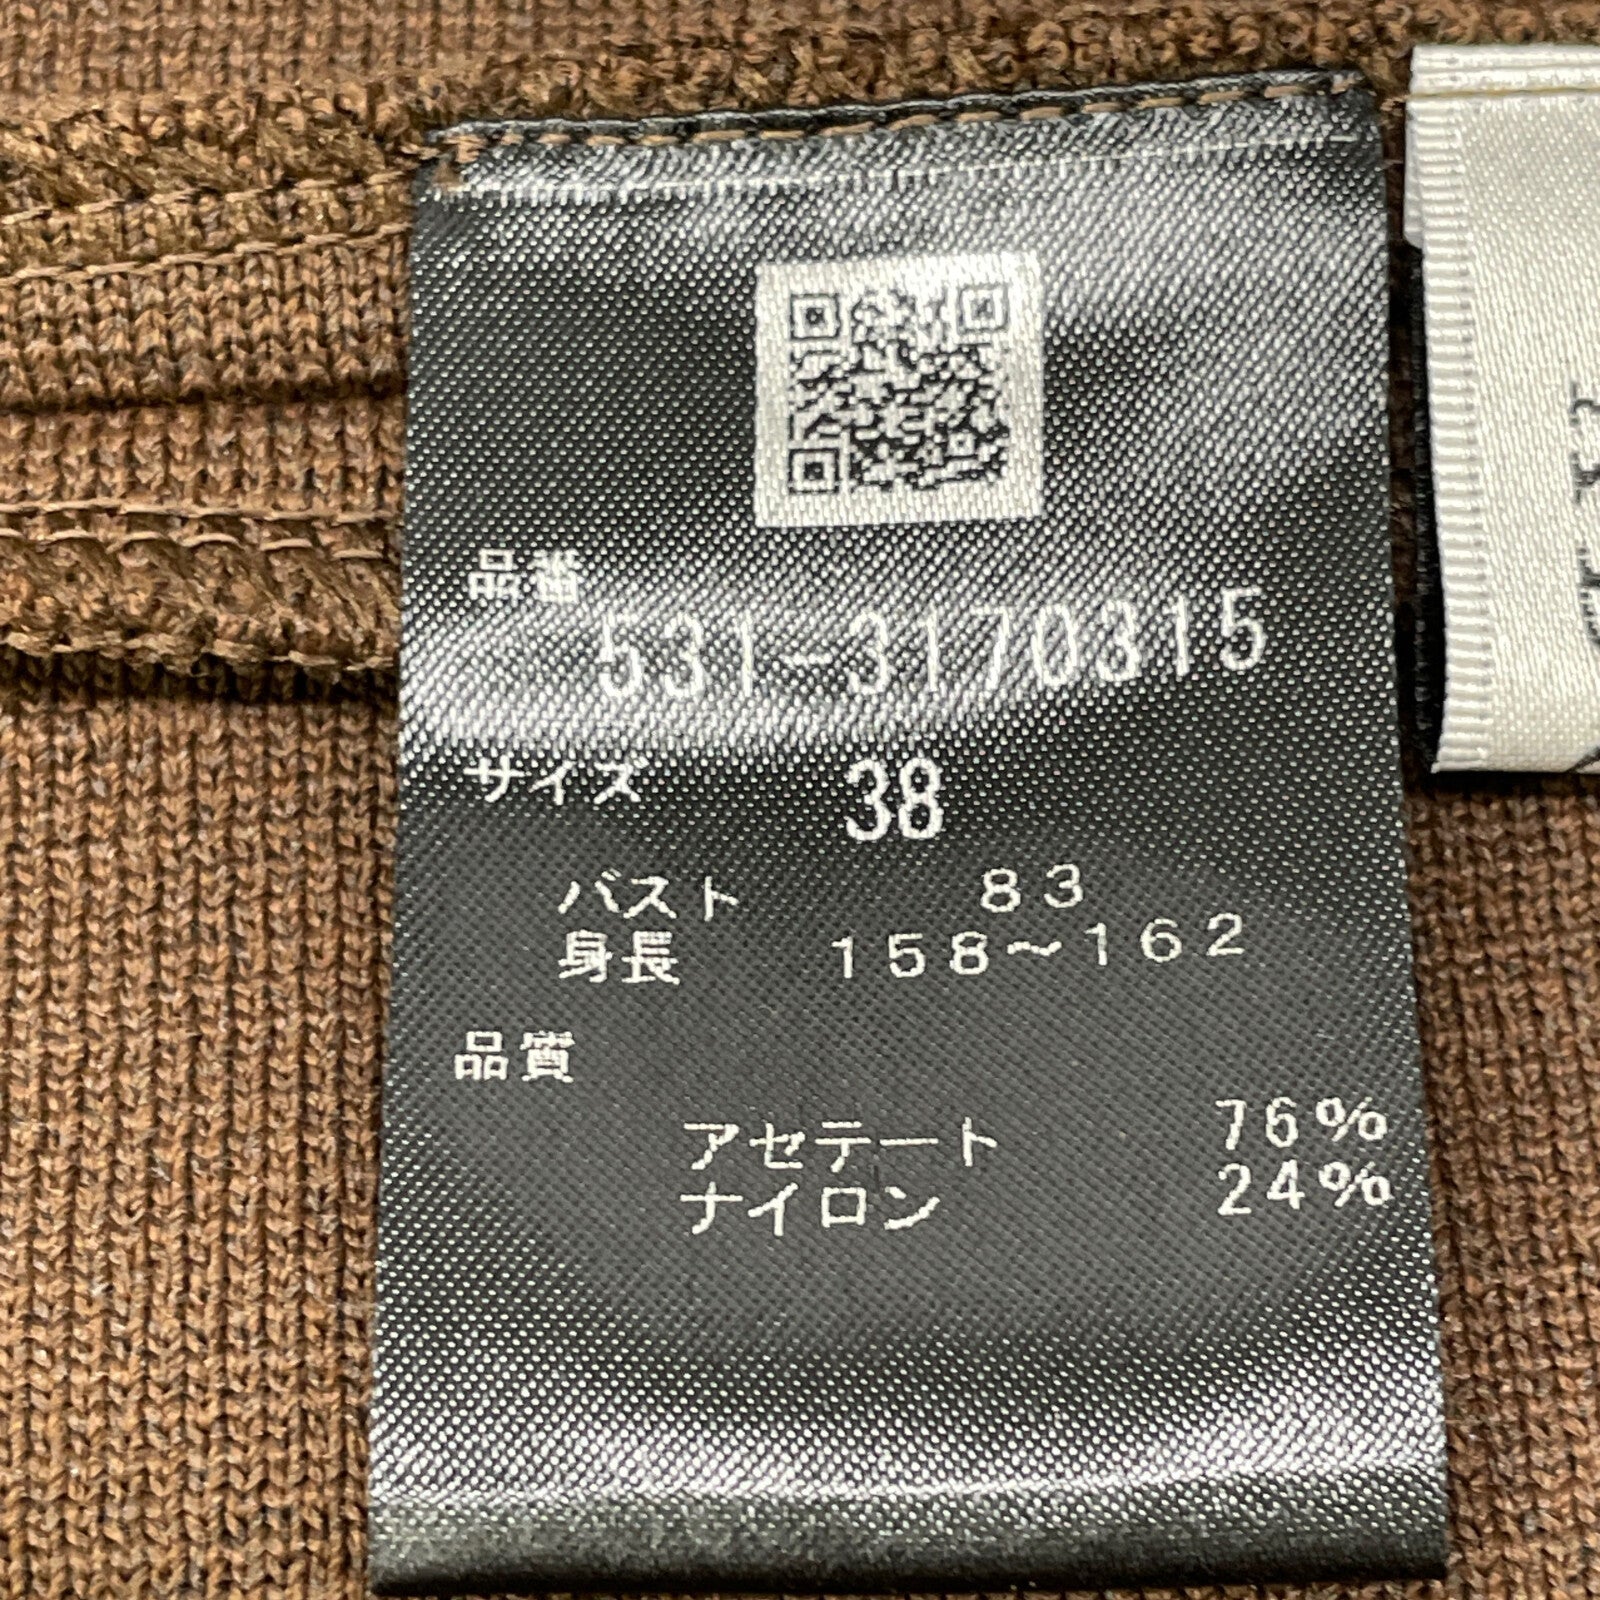 品番
531-3170315
サイズ 38
バスト 83
身長 158～162
品質
アセテート 76%
ナイロン 24%